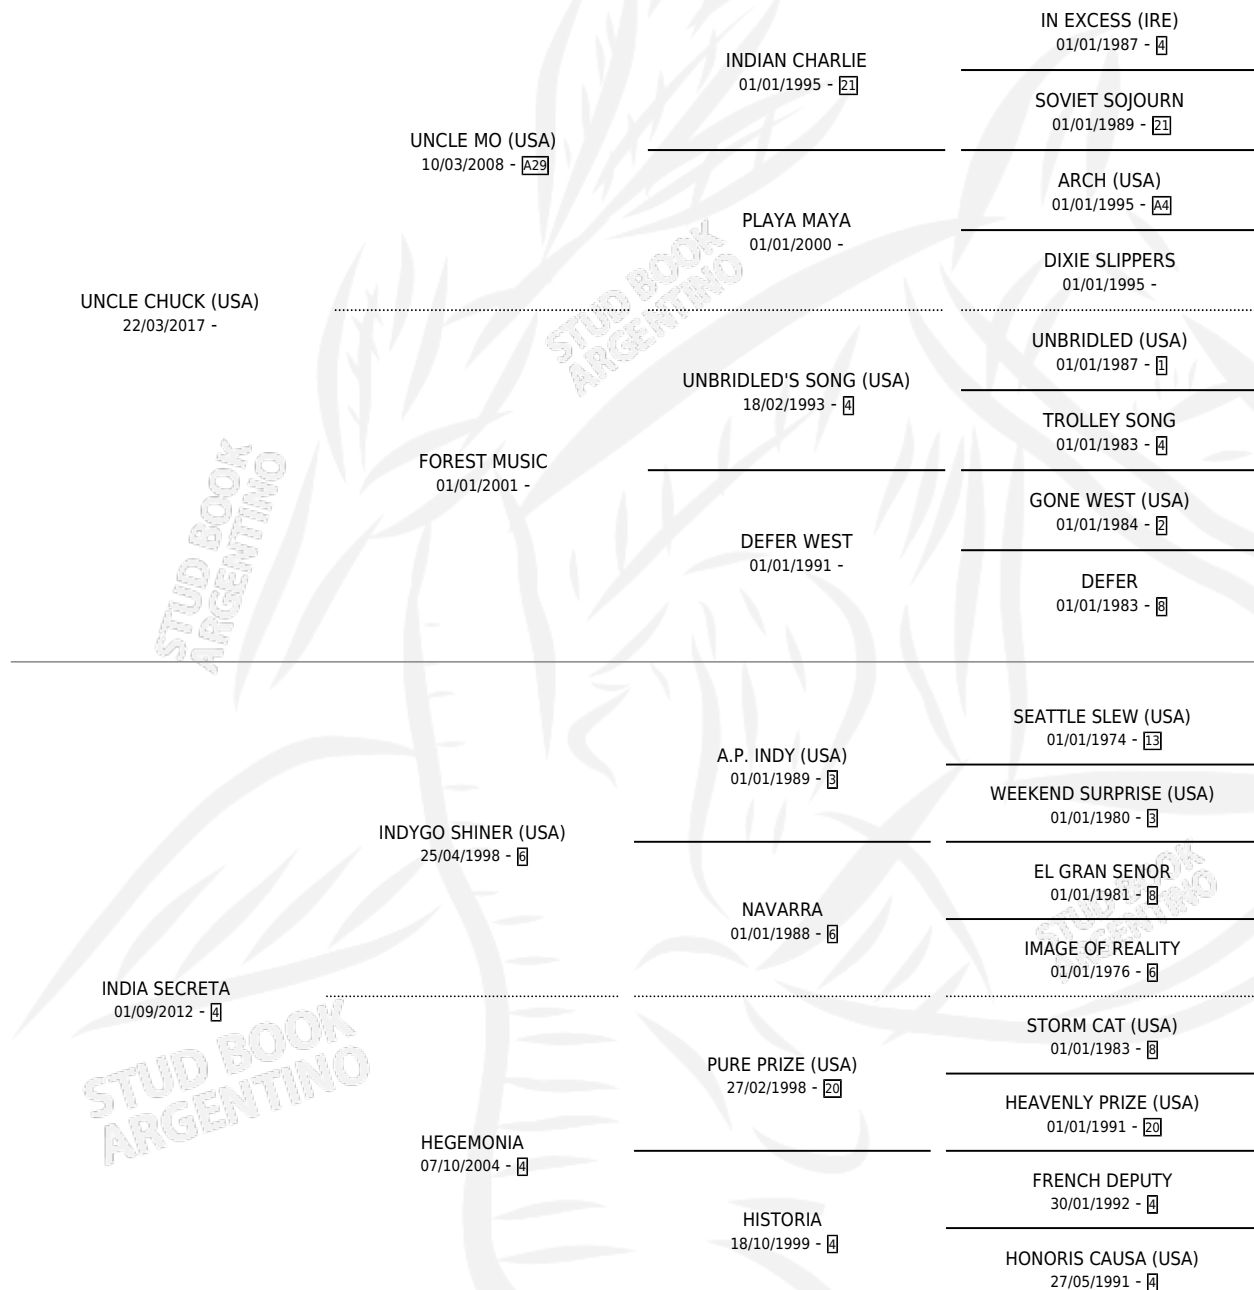 IN EXCESS (IRE)
01/01/1987 - 4
INDIAN CHARLIE
01/01/1995 - 21
SOVIET SOJOURN
01/01/1989 - 21
UNCLE MO (USA)
10/03/2008 - A29
ARCH (USA)
01/01/1995 - A4
PLAYA MAYA
01/01/2000 -
DIXIE SLIPPERS
01/01/1995 -
UNCLE CHUCK (USA)
22/03/2017 -
UNBRIDLED (USA)
01/01/1987 - 1
UNBRIDLED'S SONG (USA)
18/02/1993 - 4
TROLLEY SONG
01/01/1983 - 4
FOREST MUSIC
01/01/2001 -
GONE WEST (USA)
01/01/1984 - 2
DEFER WEST
01/01/1991 -
DEFER
01/01/1983 - 8
SEATTLE SLEW (USA)
01/01/1974 - 13
A.P. INDY (USA)
01/01/1989 - 3
WEEKEND SURPRISE (USA)
01/01/1980 - 3
INDYGO SHINER (USA)
25/04/1998 - 6
EL GRAN SENOR
01/01/1981 - 8
NAVARRA
01/01/1988 - 6
IMAGE OF REALITY
01/01/1976 - 6
INDIA SECRETA
01/09/2012 - 4
STORM CAT (USA)
01/01/1983 - 8
PURE PRIZE (USA)
27/02/1998 - 20
HEAVENLY PRIZE (USA)
01/01/1991 - 20
HEGEMONIA
07/10/2004 - 4
FRENCH DEPUTY
30/01/1992 - 4
HISTORIA
18/10/1999 - 4
HONORIS CAUSA (USA)
27/05/1991 - 4
STUD BOOK
ARGENTINO
STUD BOOK
ARGENTINO
STUD BOOK
ARGENTINO
STUD BOOK
ARGENTINO